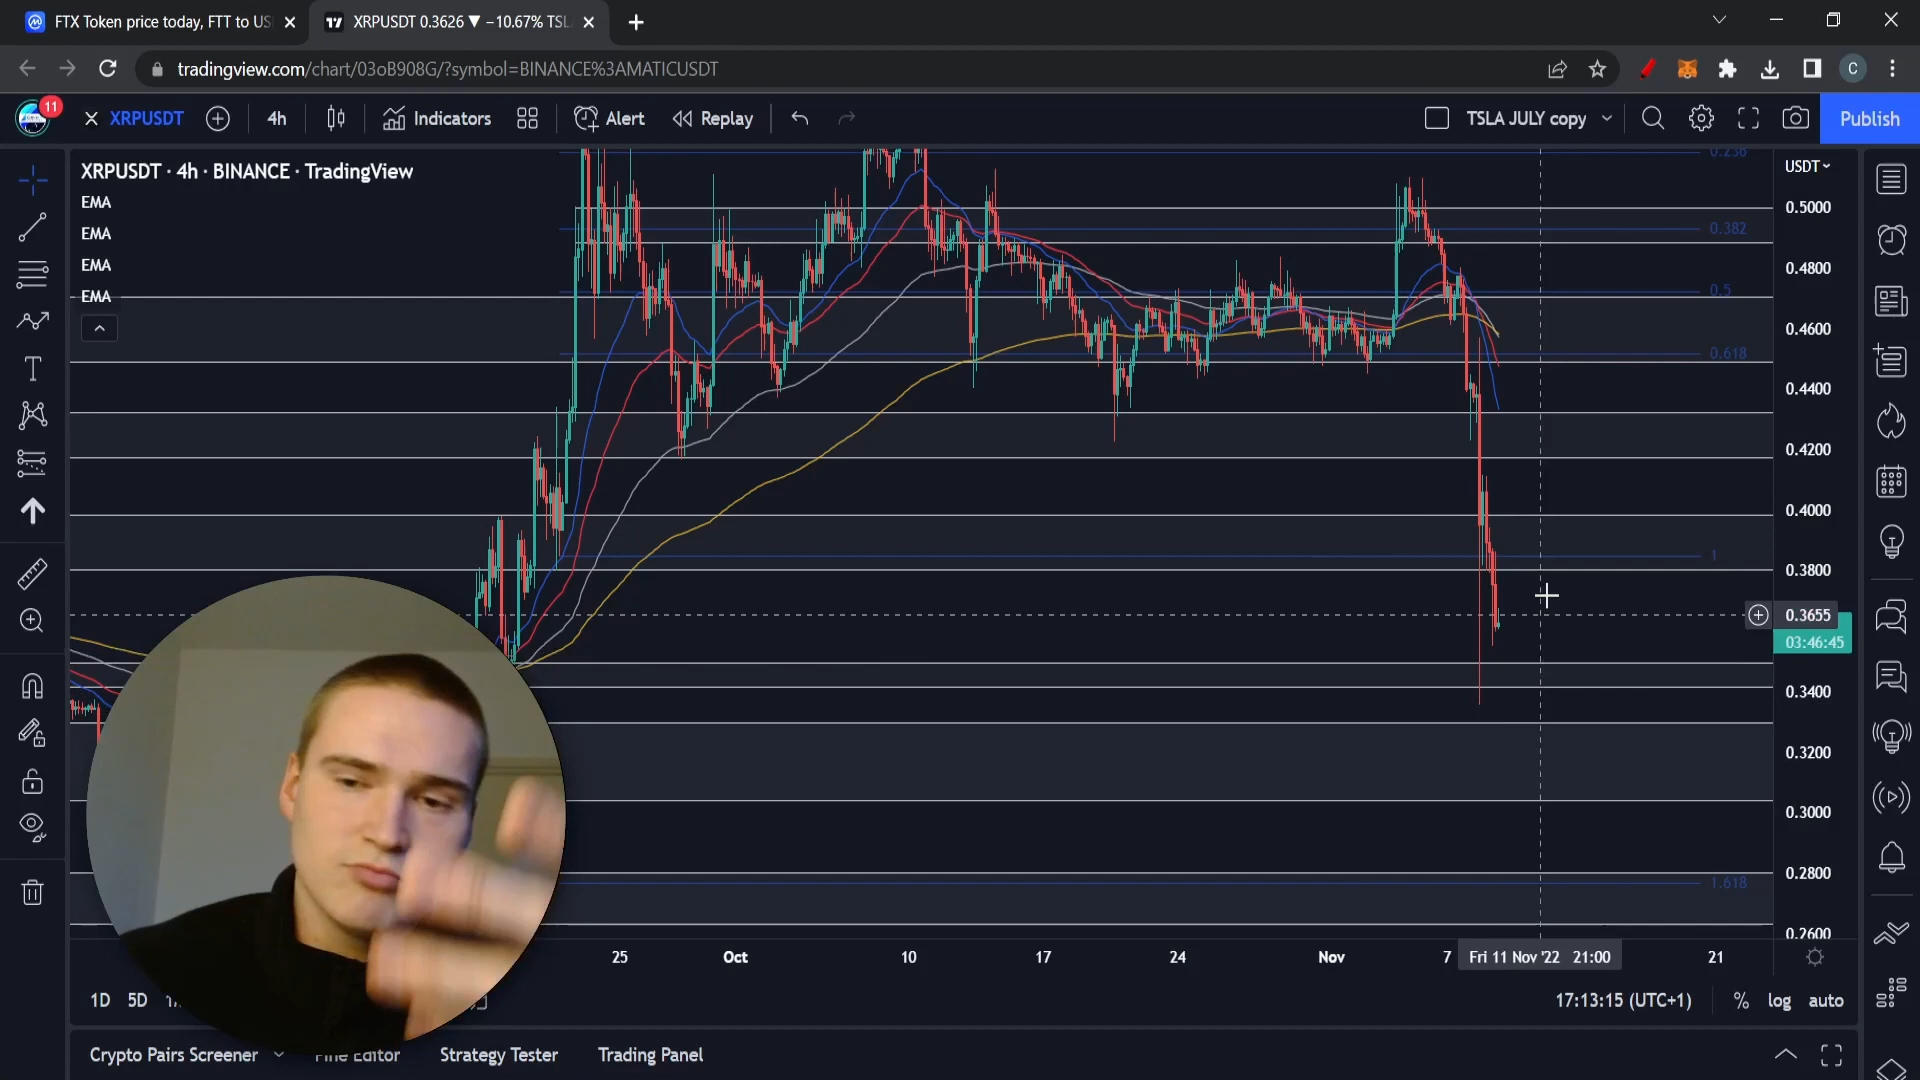 FTX Token price today, FTT to US
XRPUSDT 0.3626 ▼ −10.67% TSL
tradingview.com/chart/03oB908G/?symbol=BINANCE%3AMATICUSDT
C
11
XRPUSDT
4h
Indicators
Alert
Replay
TSLA JULY copy
Publish
XRPUSDT · 4h · BINANCE · TradingView
EMA
EMA
EMA
EMA
USDT
0.236
0.382
0.5
0.618
1
1.618
0.5000
0.4800
0.4600
0.4400
0.4200
0.4000
0.3800
0.3655
03:46:45
0.3400
0.3200
0.3000
0.2800
0.2600
25
Oct
10
17
24
Nov
7
Fri 11 Nov '22 21:00
21
1D 5D
17:13:15 (UTC+1)
%
log
auto
Crypto Pairs Screener
Pine Editor
Strategy Tester
Trading Panel